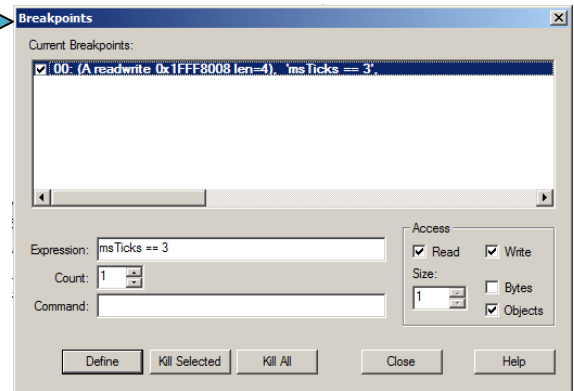 Breakpoints
Current Breakpoints:
00: (A readwrite 0x1FFF8008 len=4), 'msTicks == 3',
Access
Expression: msTicks == 3
Read Write
Count: 1
Size:
1
Bytes
Command:
Objects
Define Kill Selected Kill All Close Help